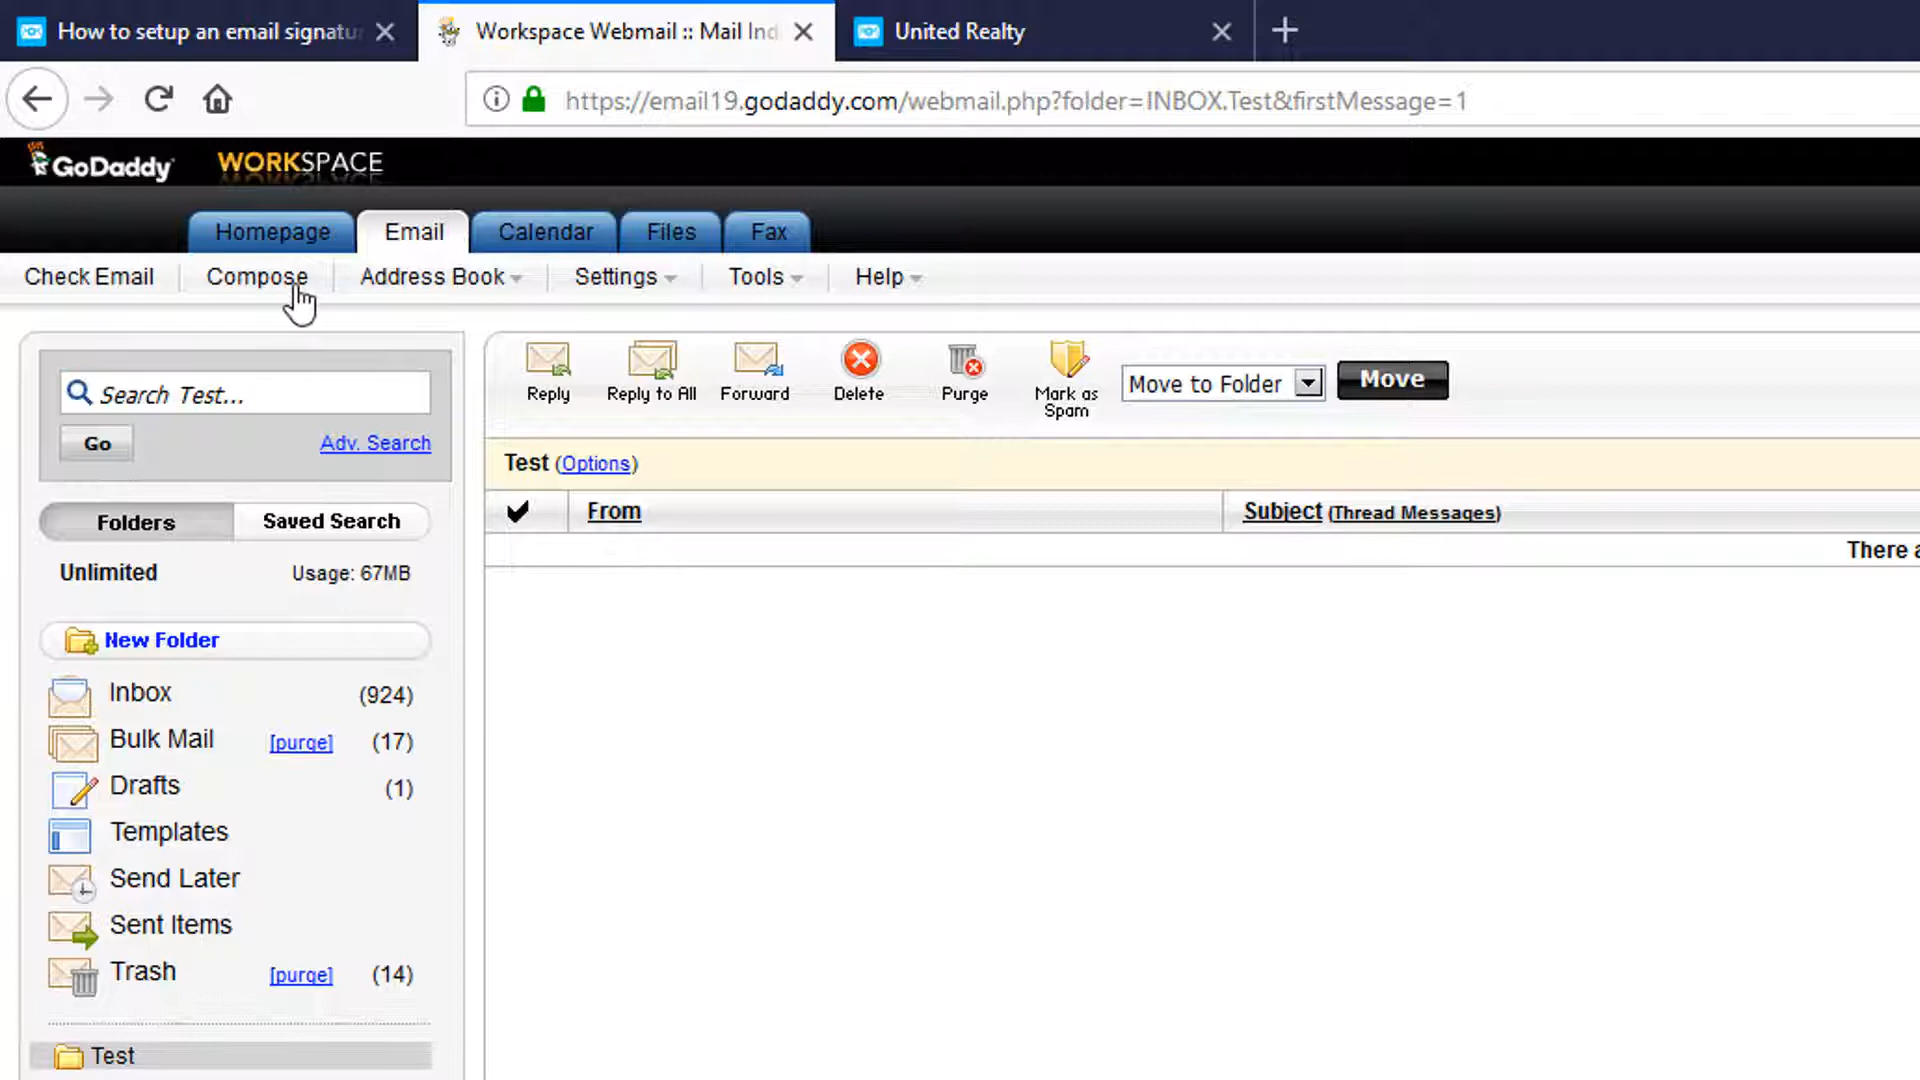 How to setup an email signatu
Workspace Webmail :: Mail Ind
United Realty
https://email19.godaddy.com/webmail.php?folder=INBOX.Test&firstMessage=1
GoDaddy WORKSPACE
Homepage Email Calendar Files Fax
Check Email Compose Address Book Settings Tools Help
Search Test...
Go Adv. Search
Folders Saved Search
Unlimited Usage: 67MB
New Folder
Inbox (924)
Bulk Mail [purge] (17)
Drafts (1)
Templates
Send Later
Sent Items
Trash [purge] (14)
Test
Reply Reply to All Forward Delete Purge Mark as Spam Move to Folder Move
Test (Options)
From Subject (Thread Messages)
There a